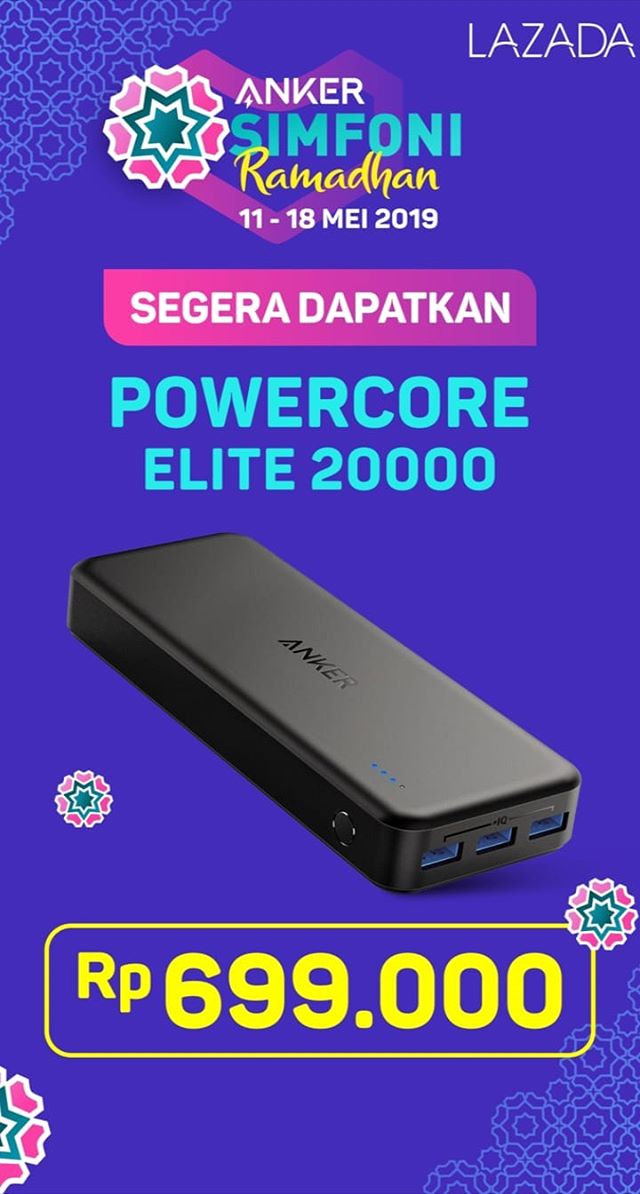 LAZADA
ANKER
SIMFONI
Ramadhan
11 - 18 MEI 2019
SEGERA DAPATKAN
POWERCORE
ELITE 20000
ANKER
IQ
Rp 699.000